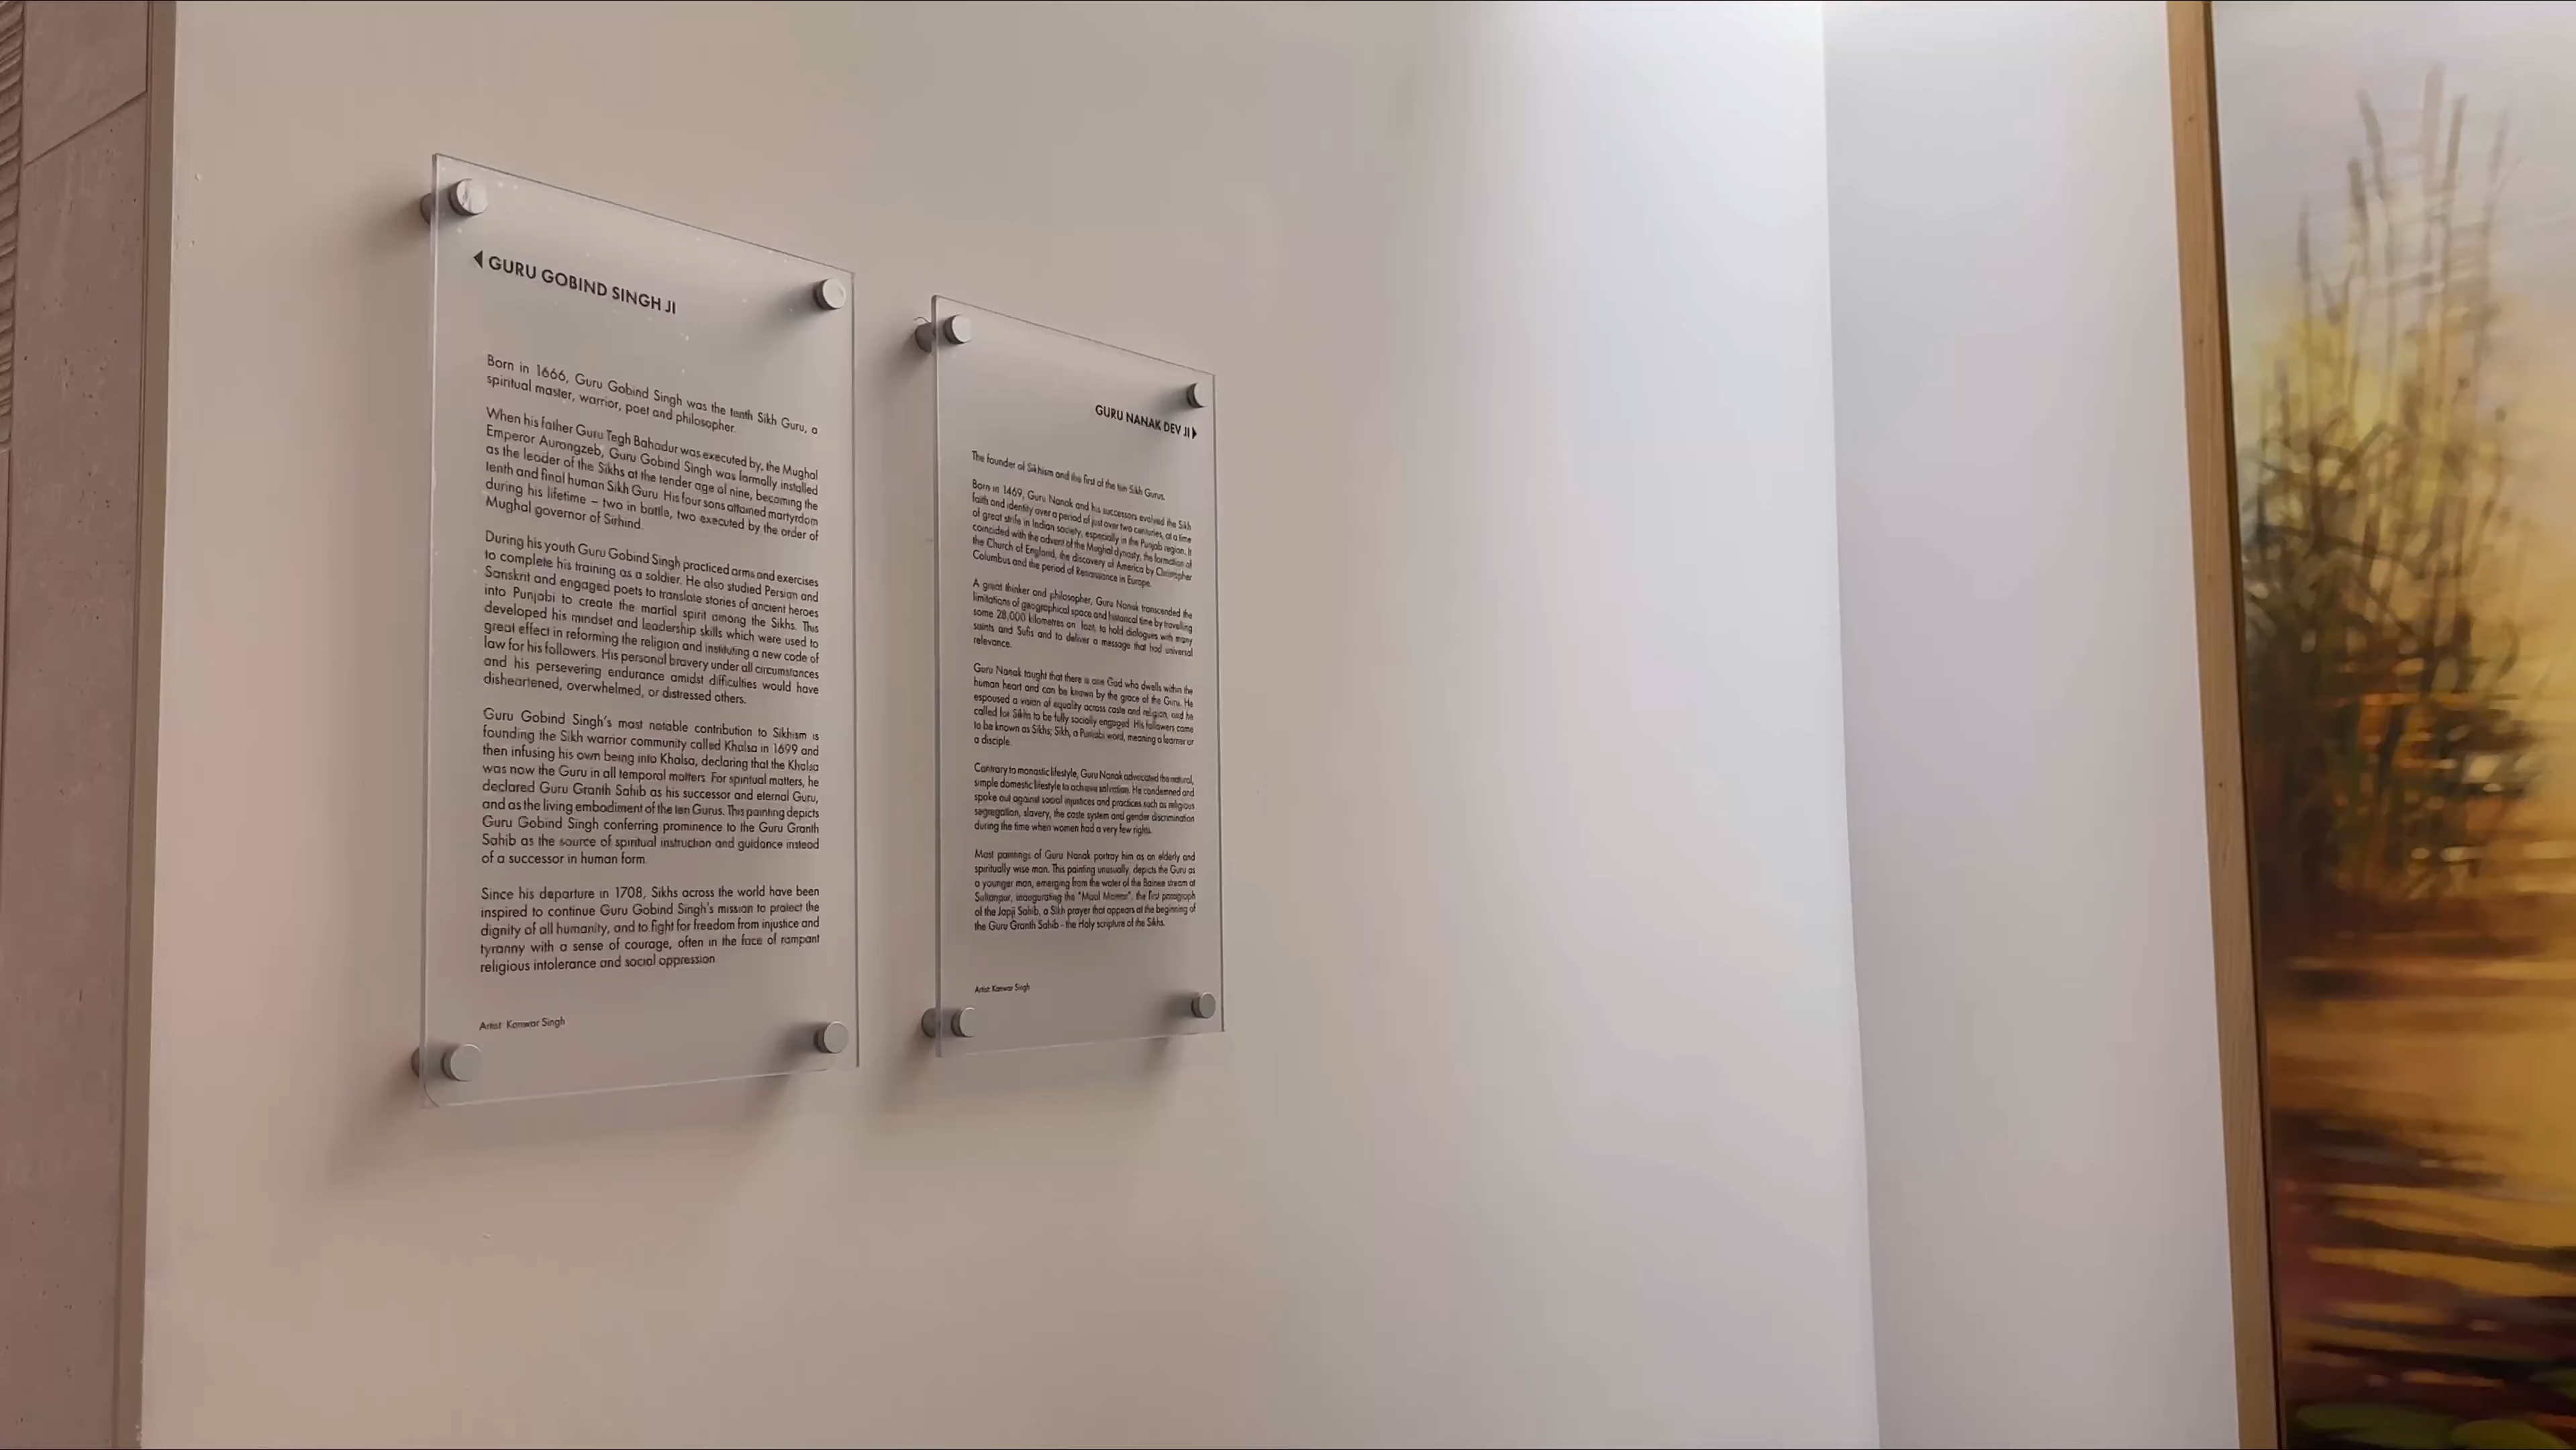 GURU GOBIND SINGH JI
Born in 1666, Guru Gobind Singh was the tenth Sikh Guru, a
spiritual master, warrior, poet and philosopher.
When his father Guru Tegh Bahadur was executed by, the Mughal
Emperor Aurangzeb, Guru Gobind Singh was formally installed
as the leader of the Sikhs at the tender age of nine, becoming the
tenth and final human Sikh Guru. His four sons attained martyrdom
during his lifetime – two in battle, two executed by the order of
Mughal governor of Sirhind.
During his youth Guru Gobind Singh practiced arms and exercises
to complete his training as a soldier. He also studied Persian and
Sanskrit and engaged poets to translate stories of ancient heroes
into Punjabi to create the martial spirit among the Sikhs. This
developed his mindset and leadership skills which were used to
great effect in reforming the religion and instituting a new code of
law for his followers. His personal bravery under all circumstances
and his persevering endurance amidst difficulties would have
disheartened, overwhelmed, or distressed others.
Guru Gobind Singh's most notable contribution to Sikhism is
founding the Sikh warrior community called Khalsa in 1699 and
then infusing his own being into Khalsa, declaring that the Khalsa
was now the Guru in all temporal matters. For spiritual matters, he
declared Guru Granth Sahib as his successor and eternal Guru,
and as the living embodiment of the ten Gurus. This painting depicts
Guru Gobind Singh conferring prominence to the Guru Granth
Sahib as the source of spiritual instruction and guidance instead
of a successor in human form.
Since his departure in 1708, Sikhs across the world have been
inspired to continue Guru Gobind Singh's mission to protect the
dignity of all humanity, and to fight for freedom from injustice and
tyranny with a sense of courage, often in the face of rampant
religious intolerance and social oppression
Artist: Kanwar Singh
GURU NANAK DEV JI
The founder of Sikhism and the first of the ten Sikh Gurus.
Born in 1469, Guru Nanak and his successors evolved the Sikh
faith and identity over a period of just over two centuries, at a time
of great strife in Indian society, especially in the Punjab region. It
coincided with the advent of the Mughal dynasty, the formation of
the Church of England, the discovery of America by Christopher
Columbus and the period of Renaissance in Europe.
A great thinker and philosopher, Guru Nanak transcended the
limitations of geographical space and historical time by travelling
some 28,000 kilometres on foot, to hold dialogues with many
saints and Sufis and to deliver a message that had universal
relevance.
Guru Nanak taught that there is one God who dwells within the
human heart and can be known by the grace of the Guru. He
espoused a vision of equality across caste and religion, and he
called for Sikhs to be fully socially engaged. His followers came
to be known as Sikhs; Sikh, a Punjabi word, meaning a learner or
a disciple.
Contrary to monastic lifestyle, Guru Nanak advocated the natural,
simple domestic lifestyle to achieve salvation. He condemned and
spoke out against social injustices and practices such as religious
segregation, slavery, the caste system and gender discrimination
during the time when women had a very few rights.
Most paintings of Guru Nanak portray him as an elderly and
spiritually wise man. This painting unusually, depicts the Guru as
a younger man, emerging from the water of the Bainee stream at
Sultanpur, inaugurating the "Mool Mantar", the first paragraph
of the Japji Sahib, a Sikh prayer that appears at the beginning of
the Guru Granth Sahib - the Holy scripture of the Sikhs.
Artist: Kanwar Singh